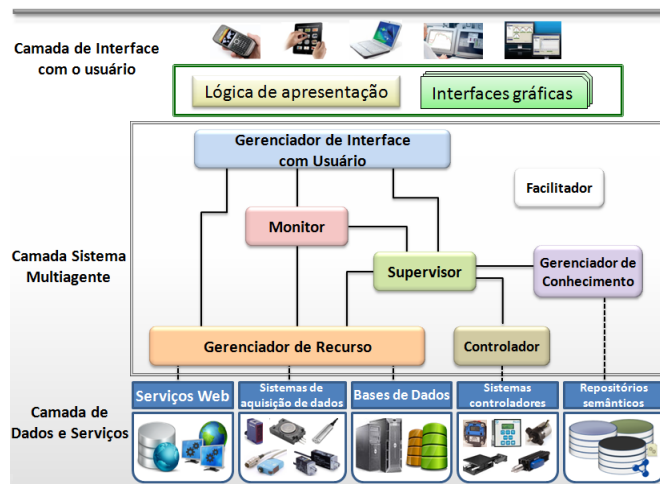 Camada de Interface
com o usuário
Lógica de apresentação
Interfaces gráficas
Gerenciador de Interface
com Usuário
Facilitador
Monitor
Camada Sistema
Multiagente
Supervisor
Gerenciador de
Conhecimento
Gerenciador de Recurso
Controlador
Serviços Web
Sistemas de
aquisição de dados
Bases de Dados
Sistemas
controladores
Repositórios
semânticos
Camada de
Dados e Serviços